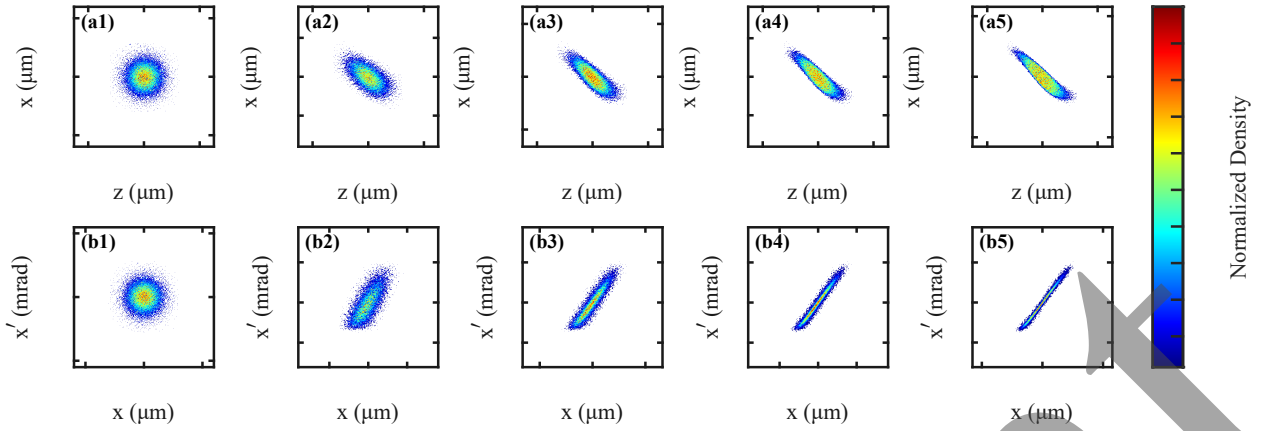 (a1) (a2) (a3) (a4) (a5)
x (μm) x (μm) x (μm) x (μm) x (μm)
z (μm) z (μm) z (μm) z (μm) z (μm)
(b1) (b2) (b3) (b4) (b5)
x′ (mrad) x′ (mrad) x′ (mrad) x′ (mrad) x′ (mrad)
x (μm) x (μm) x (μm) x (μm) x (μm)
Normalized Density